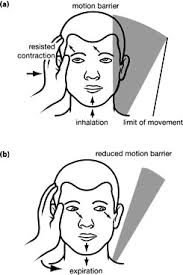 (a)
motion barrier
resisted
contraction
inhalation
limit of movement
(b)
reduced motion barrier
expiration